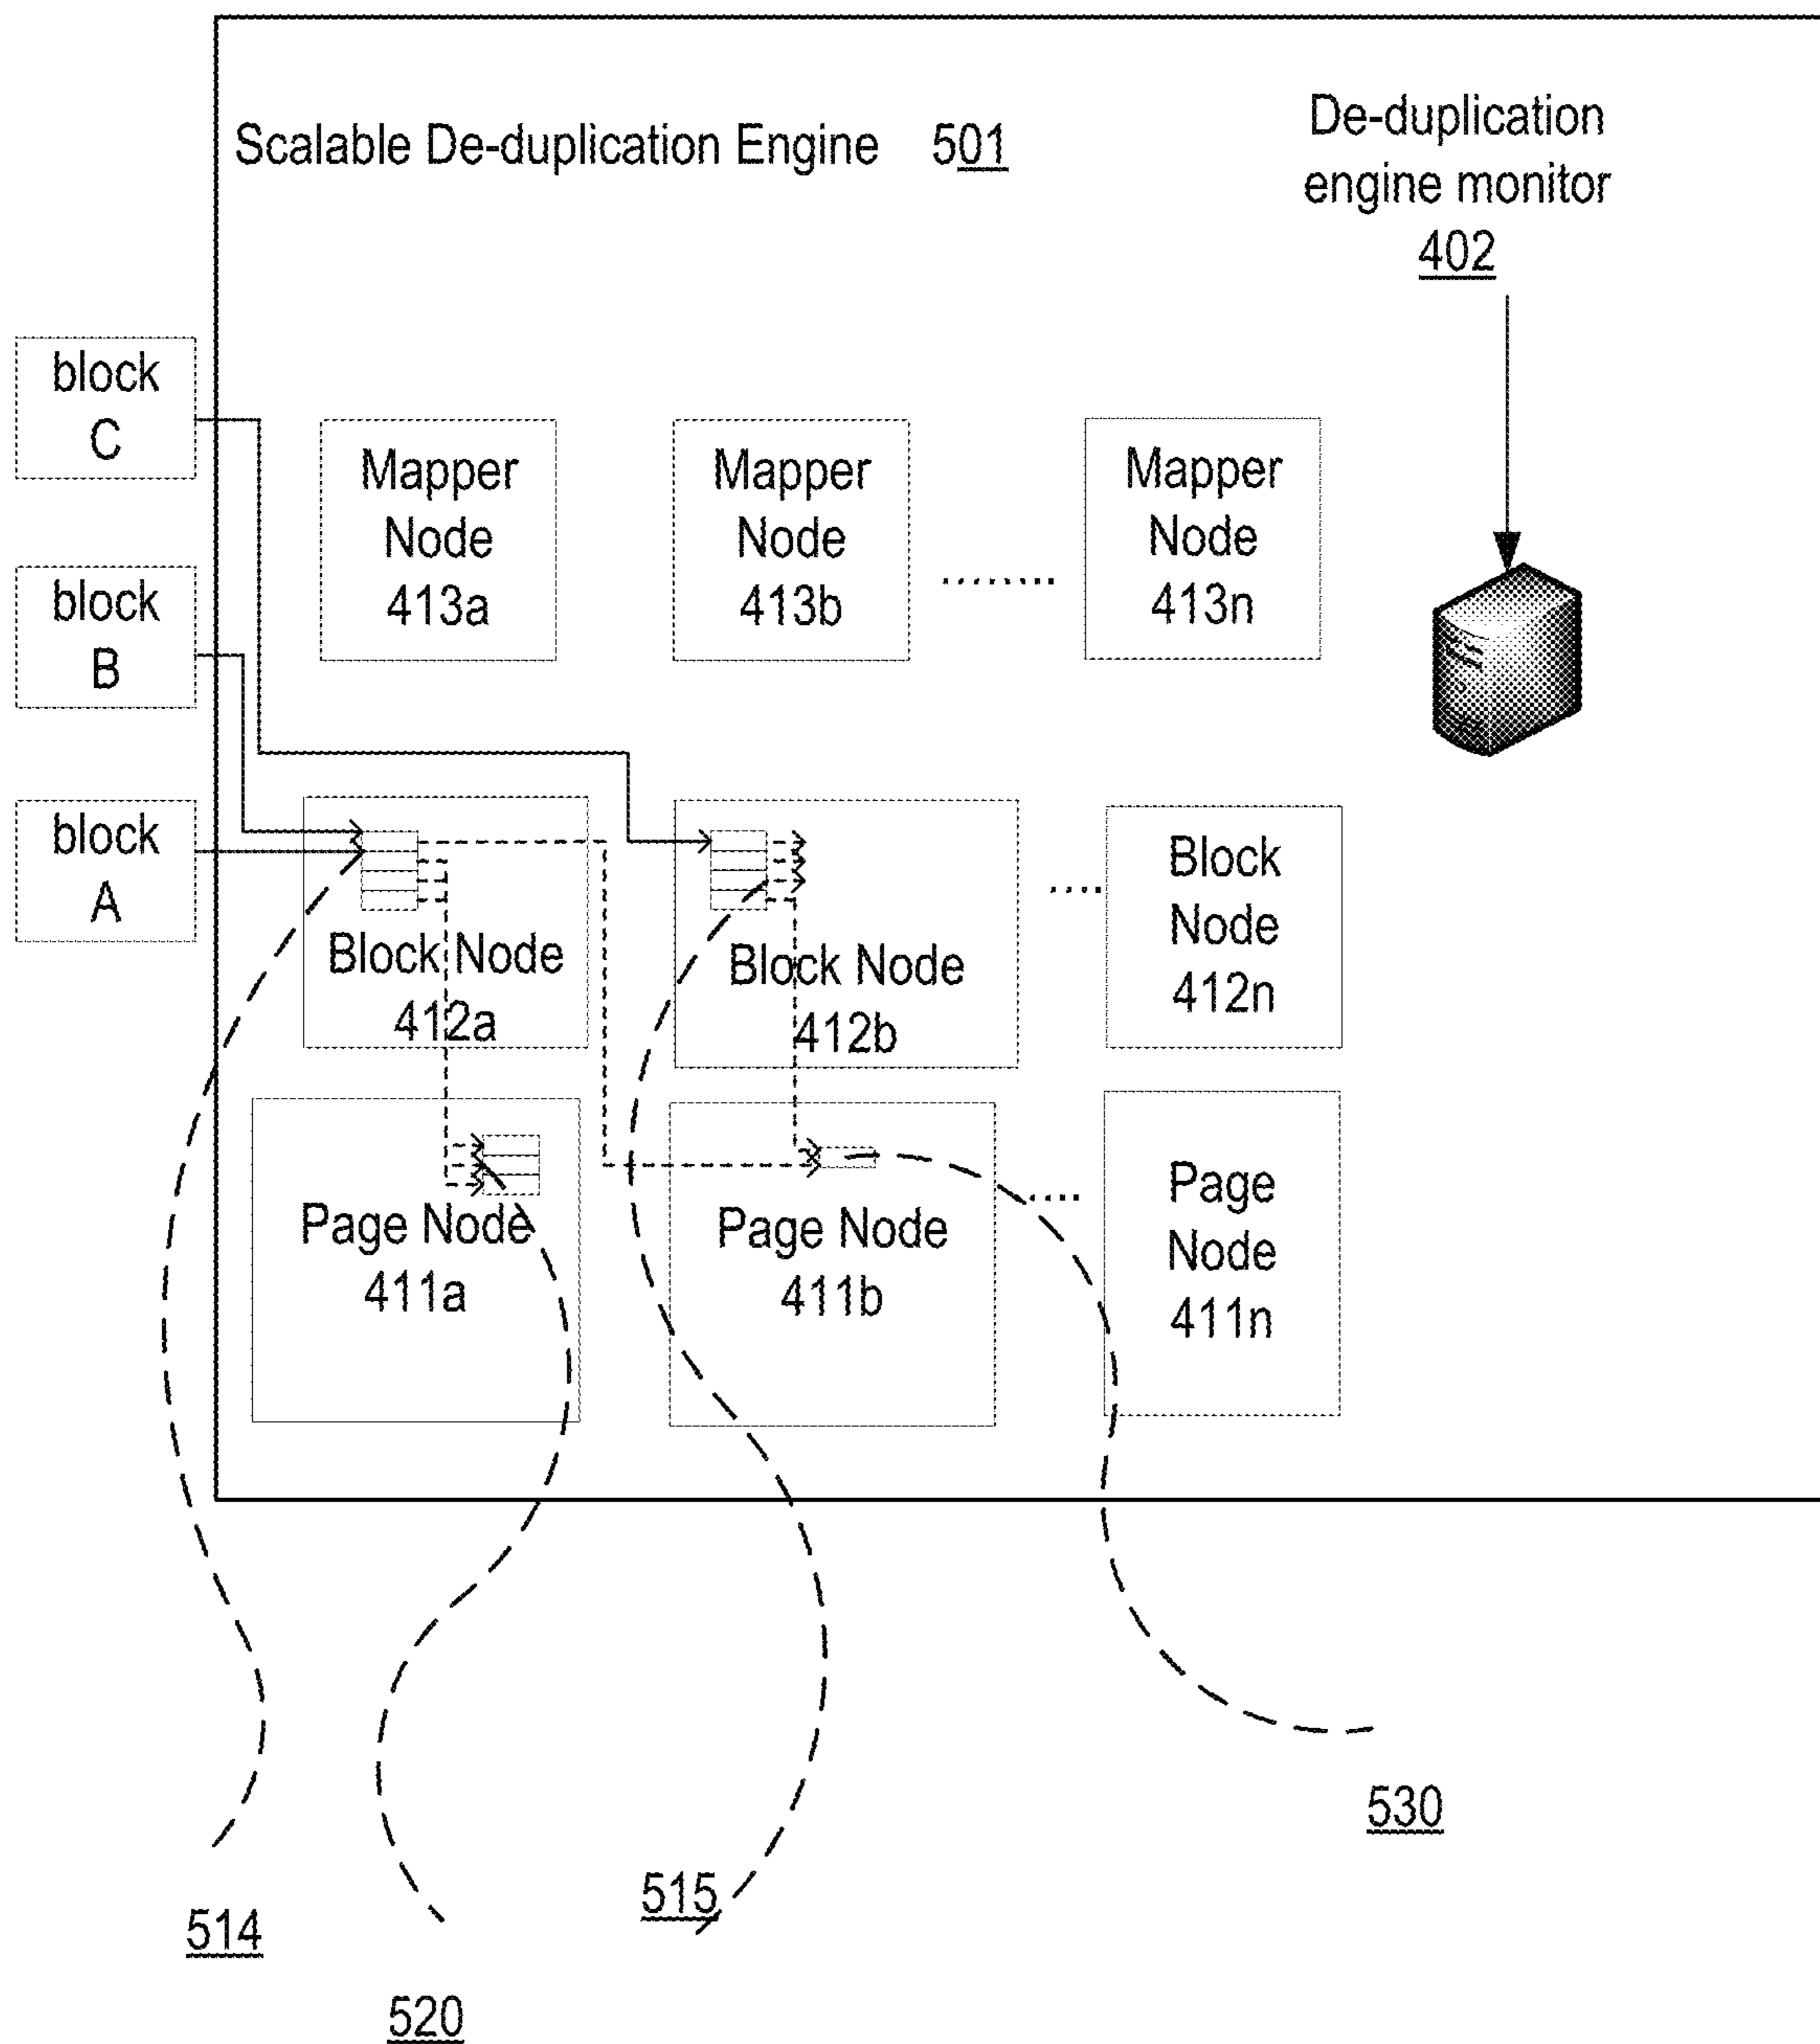 Scalable De-duplication Engine 501
De-duplication
engine monitor
402
block
C
block
B
block
A
Mapper
Node
413a
Mapper
Node
413b
Mapper
Node
413n
Block Node
412a
Block Node
412b
Block
Node
412n
Page Node
411a
Page Node
411b
Page
Node
411n
514
520
515
530